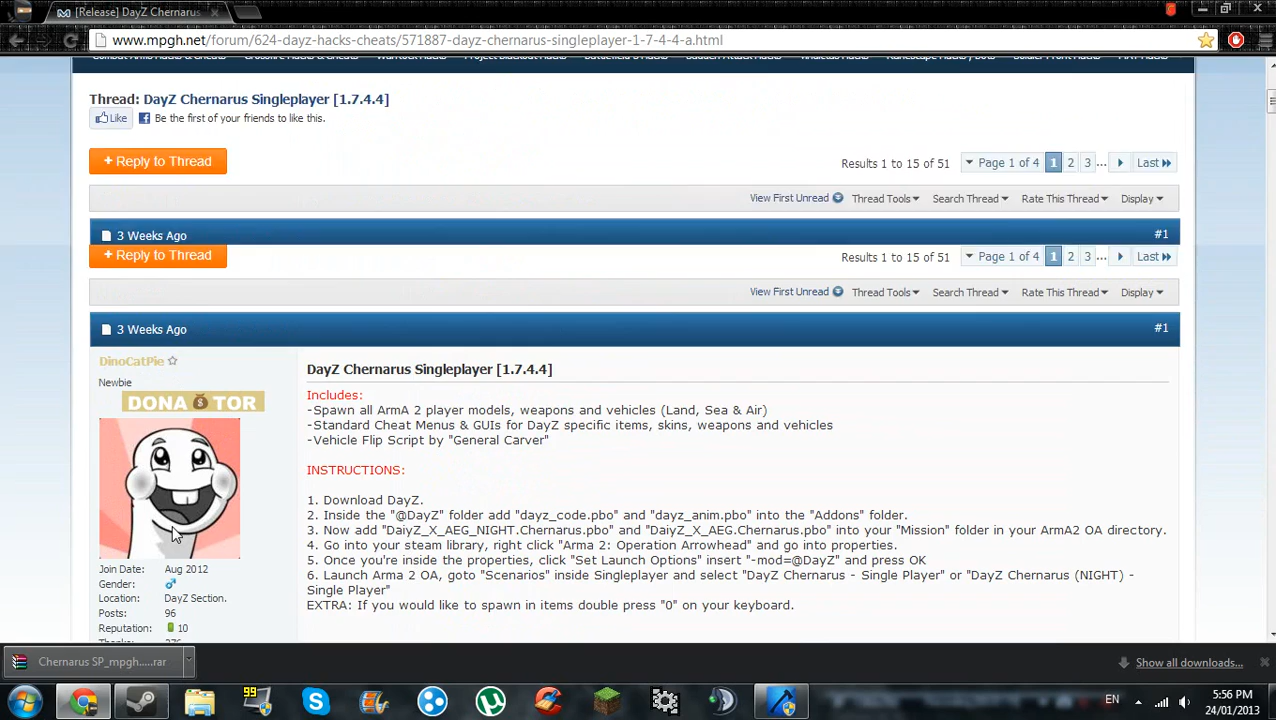 [Release] DayZ Chernarus
www.mpgh.net/forum/624-dayz-hacks-cheats/571887-dayz-chernarus-singleplayer-1-7-4-4-a.html
Thread: DayZ Chernarus Singleplayer [1.7.4.4]
Like
Be the first of your friends to like this.
+ Reply to Thread
Results 1 to 15 of 51
Page 1 of 4 1 2 3 ... Last
View First Unread Thread Tools Search Thread Rate This Thread Display
3 Weeks Ago
#1
+ Reply to Thread
Results 1 to 15 of 51
Page 1 of 4 1 2 3 ... Last
View First Unread Thread Tools Search Thread Rate This Thread Display
3 Weeks Ago
#1
DinoCatPie
Newbie
DONA TOR
Join Date: Aug 2012
Gender:
Location: DayZ Section.
Posts: 96
Reputation: 10
DayZ Chernarus Singleplayer [1.7.4.4]
Includes:
-Spawn all ArmA 2 player models, weapons and vehicles (Land, Sea & Air)
-Standard Cheat Menus & GUIs for DayZ specific items, skins, weapons and vehicles
-Vehicle Flip Script by "General Carver"
INSTRUCTIONS:
1. Download DayZ.
2. Inside the "@DayZ" folder add "dayz_code.pbo" and "dayz_anim.pbo" into the "Addons" folder.
3. Now add "DaiyZ_X_AEG_NIGHT.Chernarus.pbo" and "DaiyZ_X_AEG.Chernarus.pbo" into your "Mission" folder in your ArmA2 OA directory.
4. Go into your steam library, right click "Arma 2: Operation Arrowhead" and go into properties.
5. Once you're inside the properties, click "Set Launch Options" insert "-mod=@DayZ" and press OK
6. Launch Arma 2 OA, goto "Scenarios" inside Singleplayer and select "DayZ Chernarus - Single Player" or "DayZ Chernarus (NIGHT) -
Single Player"
EXTRA: If you would like to spawn in items double press "0" on your keyboard.
Chernarus SP_mpgh.....rar
Show all downloads...
99
EN
5:56 PM
24/01/2013